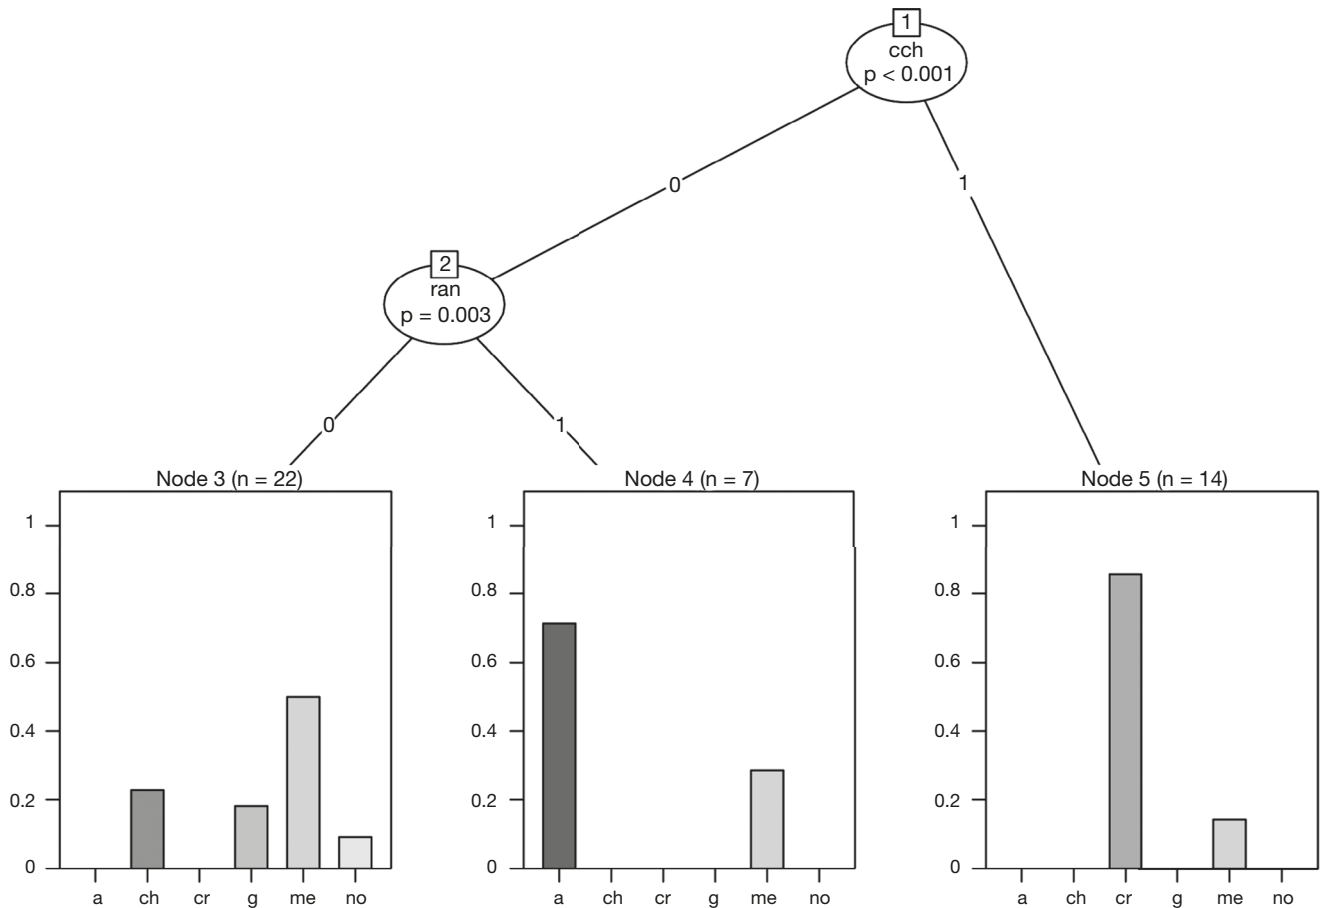 1
cch
p < 0.001
0
1
2
ran
p = 0.003
0
1
Node 3 (n = 22)
Node 4 (n = 7)
Node 5 (n = 14)
1
0.8
0.6
0.4
0.2
0
a ch cr g me no
1
0.8
0.6
0.4
0.2
0
a ch cr g me no
1
0.8
0.6
0.4
0.2
0
a ch cr g me no